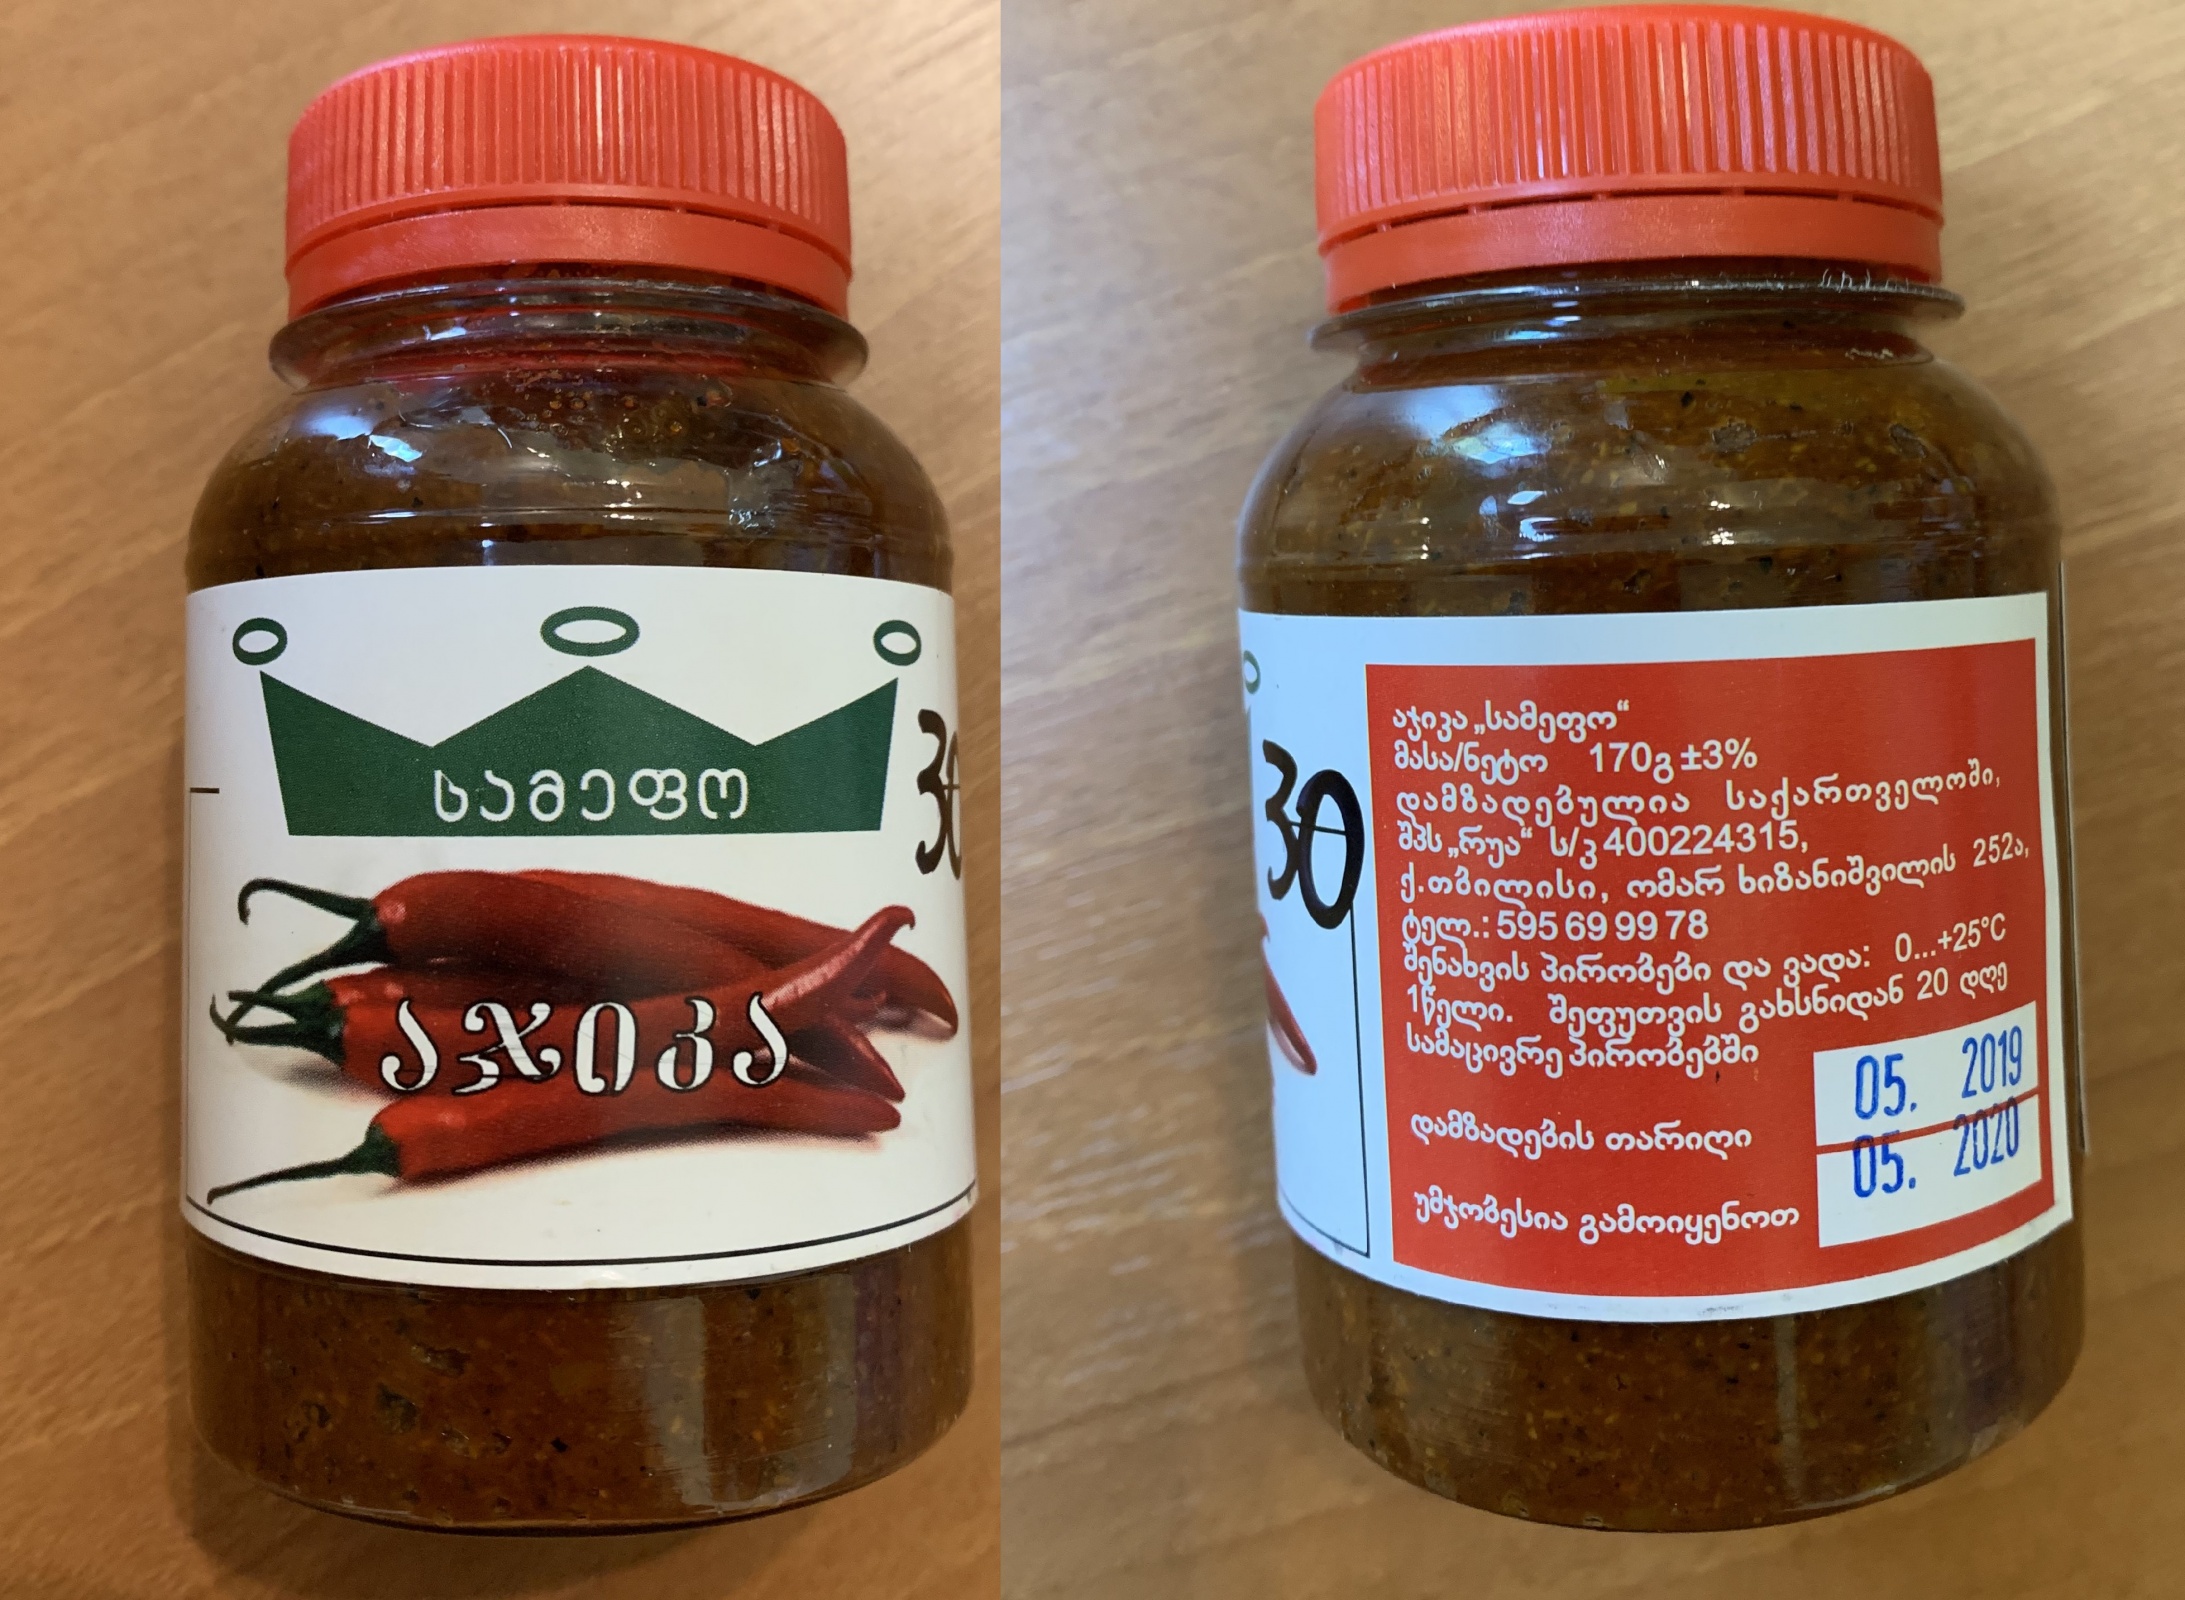 სამეფო
აჯიკა
30
30
აჯიკა „სამეფო“
მასა/ნეტო 170გ ±3%
დამზადებულია საქართველოში,
შპს „რუა“ ს/კ 400224315,
ქ.თბილისი, ომარ ხიზანიშვილის 252ა,
ტელ.: 595 69 99 78
შენახვის პირობები და ვადა: 0...+25°C
1წელი. შეფუთვის გახსნიდან 20 დღე
სამაცივრე პირობებში
დამზადების თარიღი 05. 2019
უმჯობესია გამოიყენოთ 05. 2020